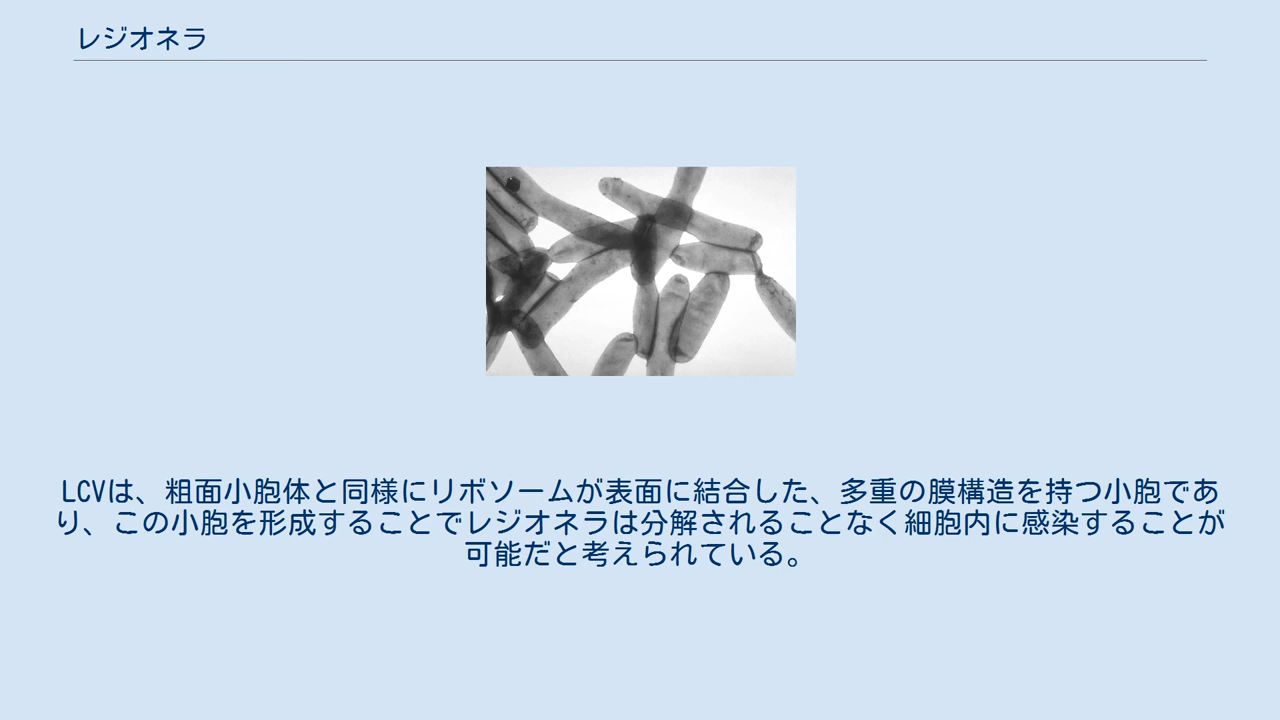 レジオネラ
LCVは、粗面小胞体と同様にリボソームが表面に結合した、多重の膜構造を持つ小胞であ
り、この小胞を形成することでレジオネラは分解されることなく細胞内に感染することが
可能だと考えられている。